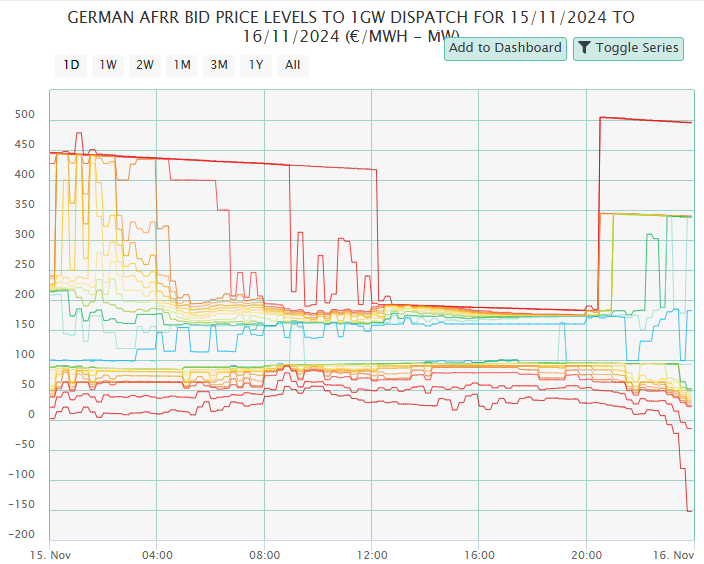 GERMAN AFRR BID PRICE LEVELS TO 1GW DISPATCH FOR 15/11/2024 TO
16/11/2024 (€/MWH - MW)
Add to Dashboard
Toggle Series
1D 1W 2W 1M 3M 1Y All
500
450
400
350
300
250
200
150
100
50
0
-50
-100
-150
-200
15. Nov 04:00 08:00 12:00 16:00 20:00 16. Nov